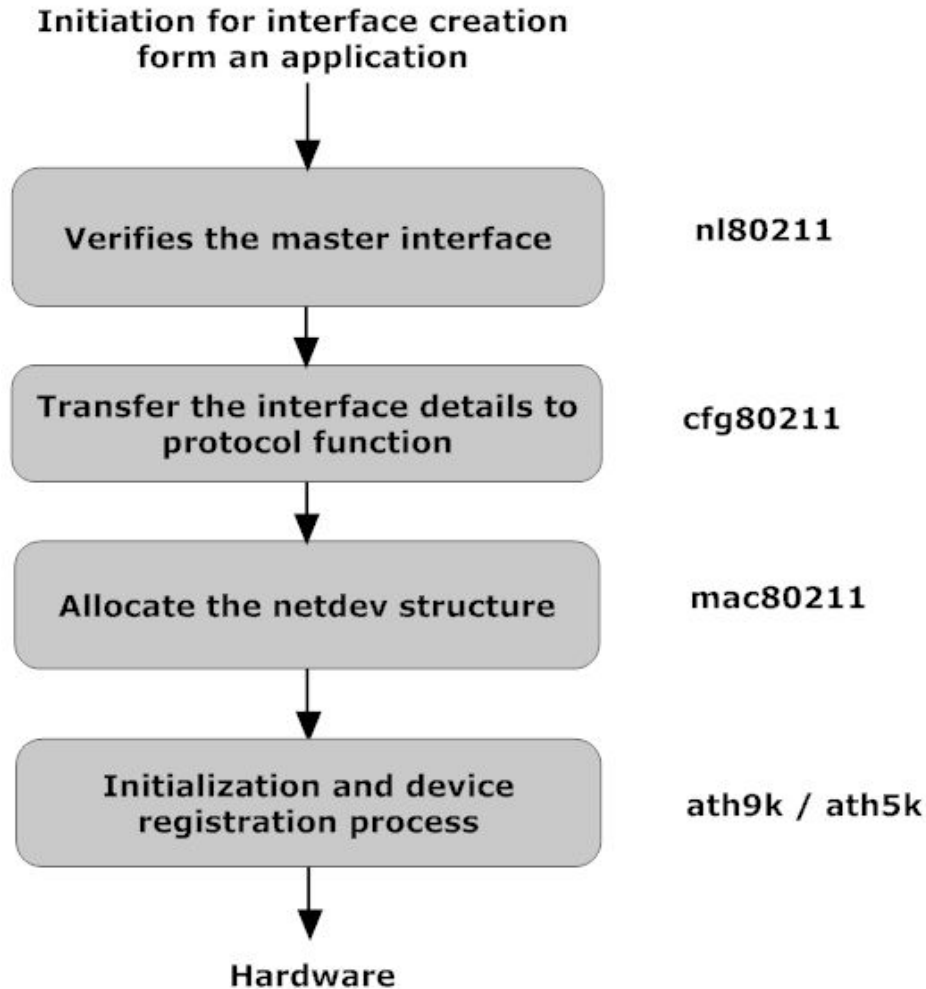 Initiation for interface creation
form an application
Verifies the master interface
nl80211
Transfer the interface details to
protocol function
cfg80211
Allocate the netdev structure
mac80211
Initialization and device
registration process
ath9k / ath5k
Hardware